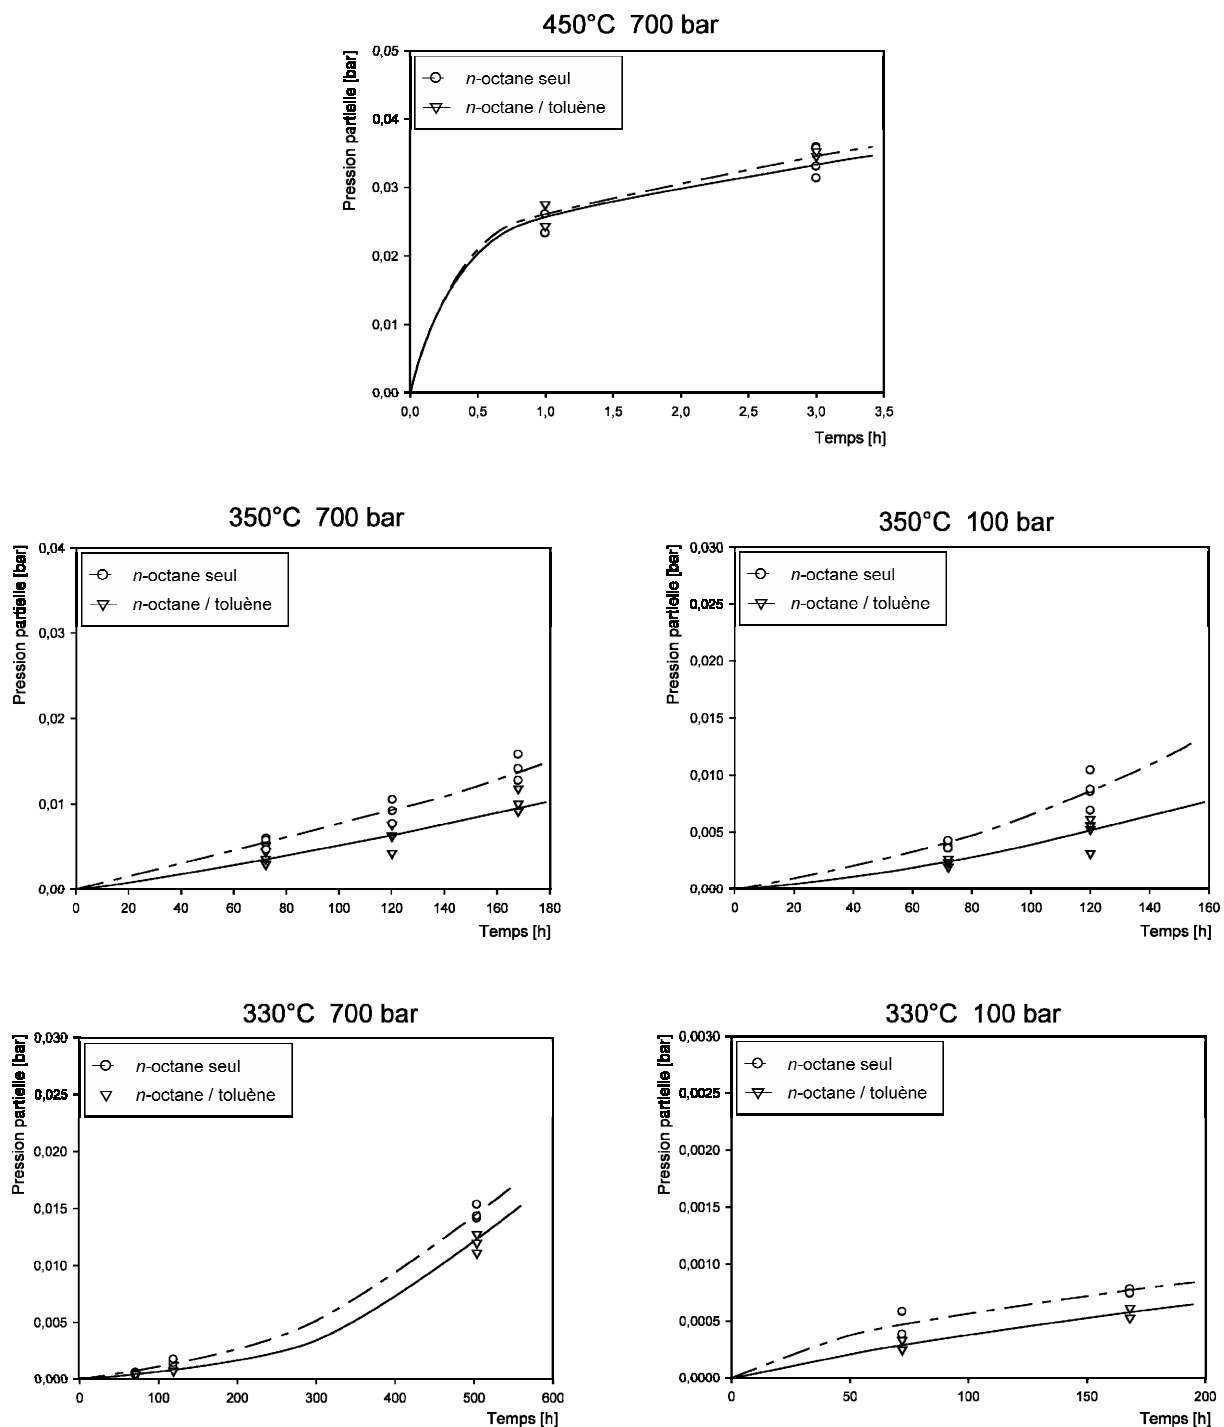 450°C 700 bar
Pression partielle [bar]
0,05
0,04
0,03
0,02
0,01
0,00
n-octane seul
n-octane / toluène
0,0 0,5 1,0 1,5 2,0 2,5 3,0 3,5
Temps [h]
350°C 700 bar
Pression partielle [bar]
0,04
0,03
0,02
0,01
0,00
n-octane seul
n-octane / toluène
0 20 40 60 80 100 120 140 160 180
Temps [h]
350°C 100 bar
Pression partielle [bar]
0,030
0,025
0,020
0,015
0,010
0,005
0,000
n-octane seul
n-octane / toluène
0 20 40 60 80 100 120 140 160
Temps [h]
330°C 700 bar
Pression partielle [bar]
0,030
0,025
0,020
0,015
0,010
0,005
0,000
n-octane seul
n-octane / toluène
0 100 200 300 400 500 600
Temps [h]
330°C 100 bar
Pression partielle [bar]
0,0030
0,0025
0,0020
0,0015
0,0010
0,0005
0,0000
n-octane seul
n-octane / toluène
0 50 100 150 200
Temps [h]